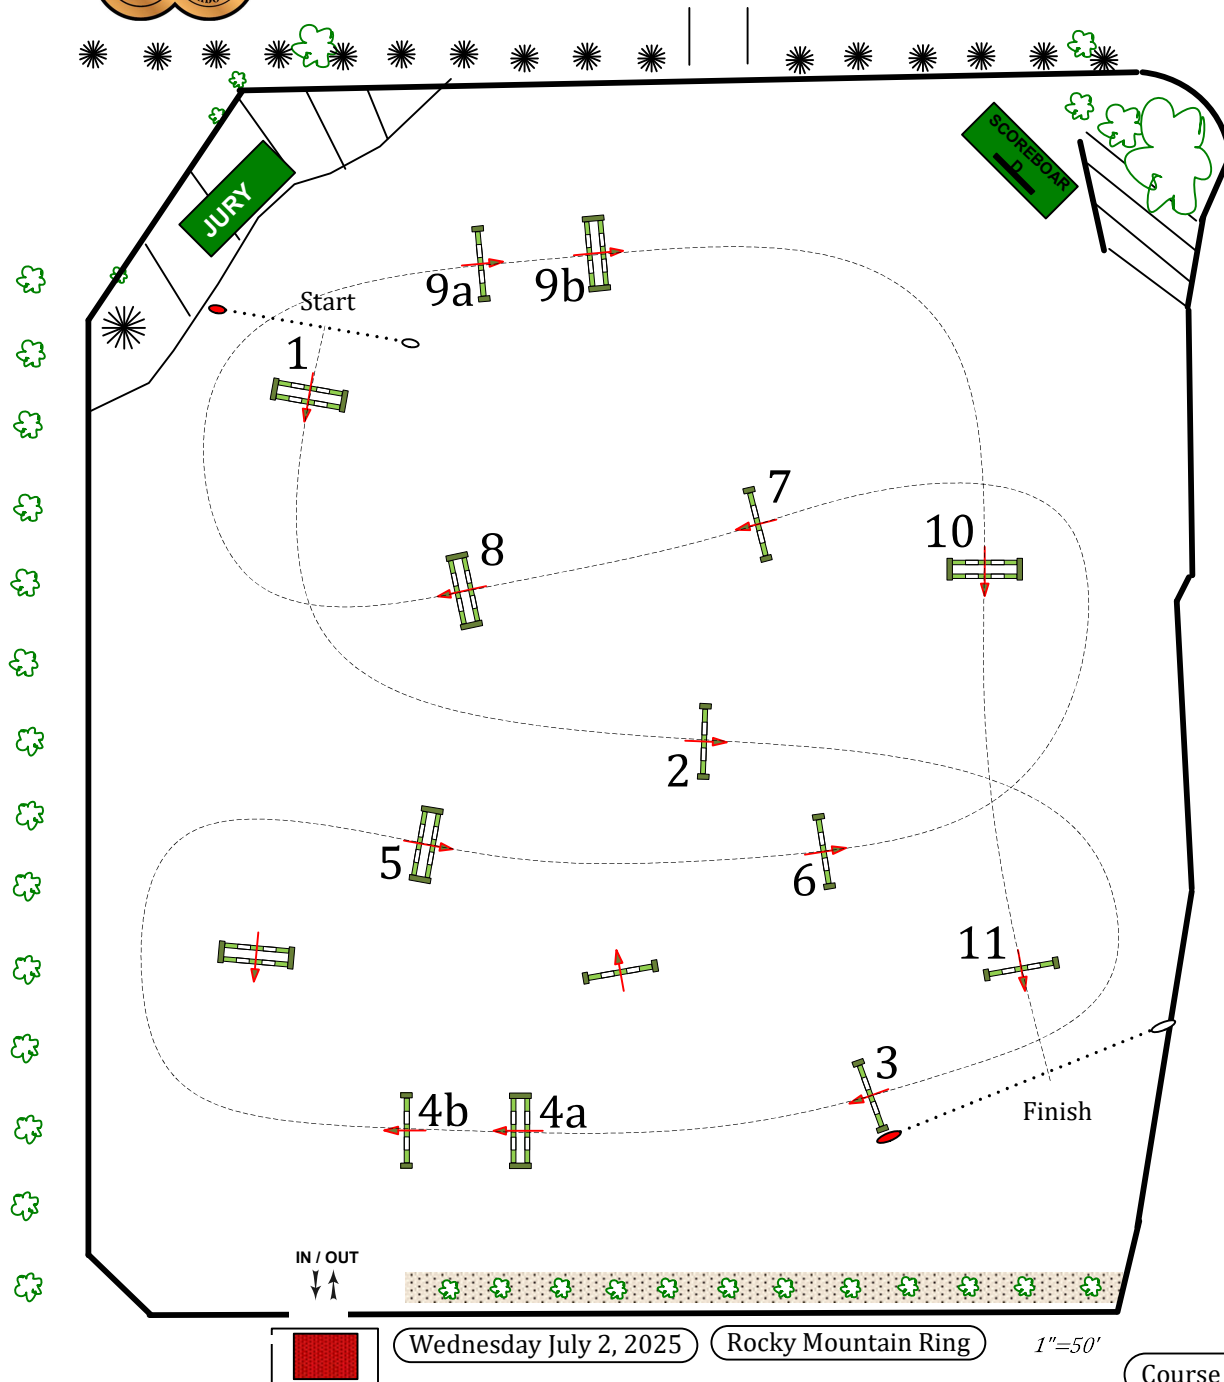 SCOREBOAR
D
JURY
9a
9b
Start
1
7
8
10
2
5
6
11
3
4b
4a
Finish
IN / OUT
Wednesday July 2, 2025
Rocky Mountain Ring
1"=50'
Course